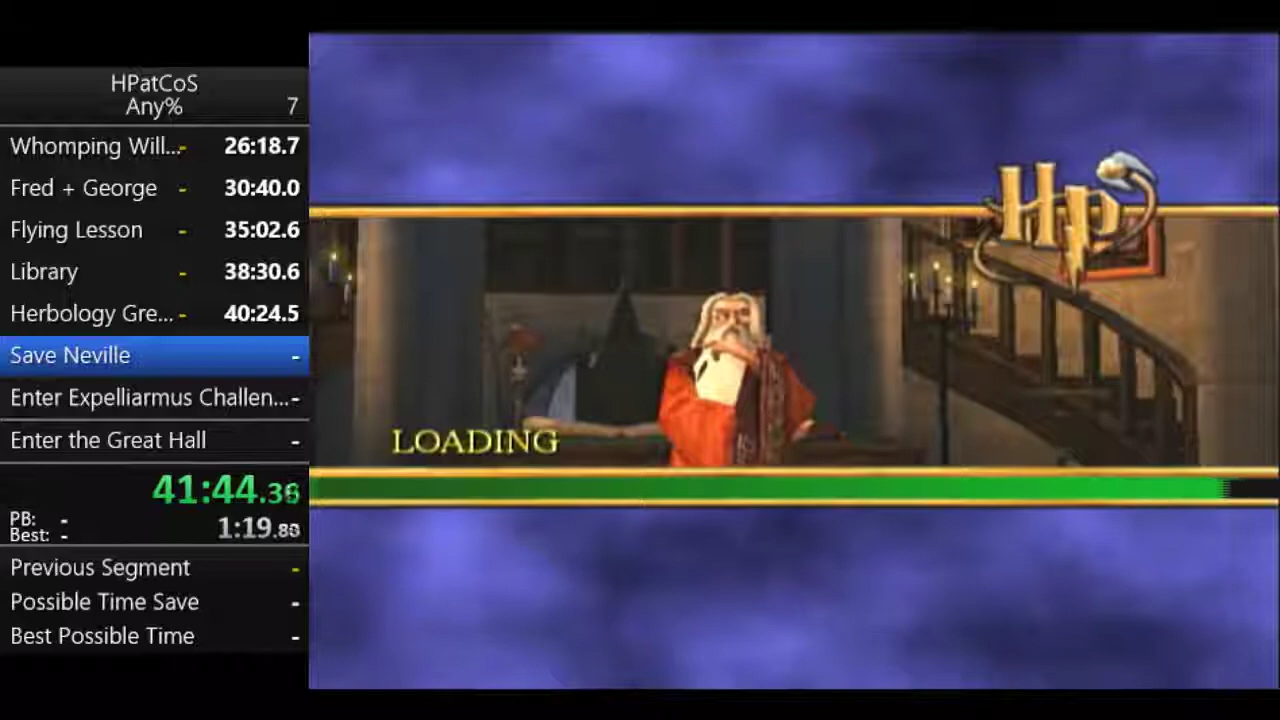 HPatCoS
Any% 7
Whomping Will... - 26:18.7
Fred + George - 30:40.0
Flying Lesson - 35:02.6
Library - 38:30.6
Herbology Gre... - 40:24.5
Save Neville -
Enter Expelliarmus Challen... -
Enter the Great Hall -
41:44.36
PB: -
Best: - 1:19.88
Previous Segment -
Possible Time Save -
Best Possible Time -
HP
LOADING